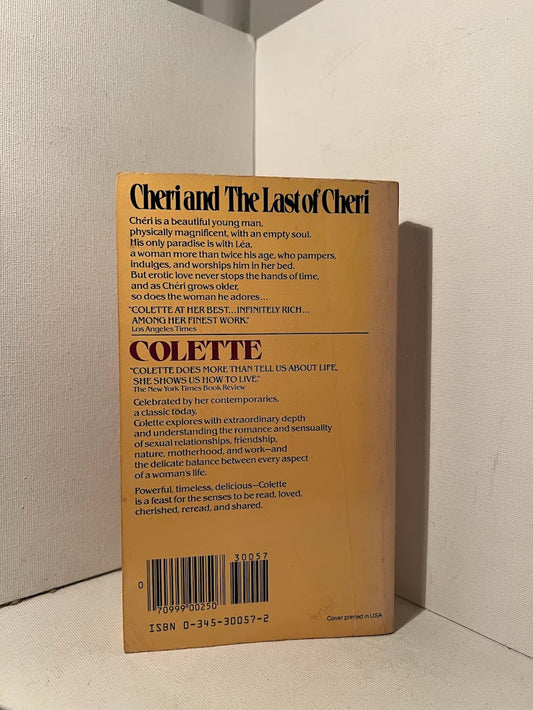 Cheri and The Last of Cheri
Chéri is a beautiful young man,
physically magnificent, with an empty soul.
His only paradise is with Léa,
a woman more than twice his age, who pampers,
indulges, and worships him in her bed.
But erotic love never stops the hands of time,
and as Chéri grows older,
so does the woman he adores...
"COLETTE AT HER BEST...INFINITELY RICH...
AMONG HER FINEST WORK."
Los Angeles Times
COLETTE
"COLETTE DOES MORE THAN TELL US ABOUT LIFE,
SHE SHOWS US HOW TO LIVE."
The New York Times Book Review
Celebrated by her contemporaries,
a classic today,
Colette explores with extraordinary depth
and understanding the romance and sensuality
of sexual relationships, friendship,
nature, motherhood, and work—and
the delicate balance between every aspect
of a woman's life.
Powerful, timeless, delicious—Colette
is a feast for the senses to be read, loved,
cherished, reread, and shared.
30057
0
70999 00250
ISBN 0-345-30057-2
Cover printed in USA